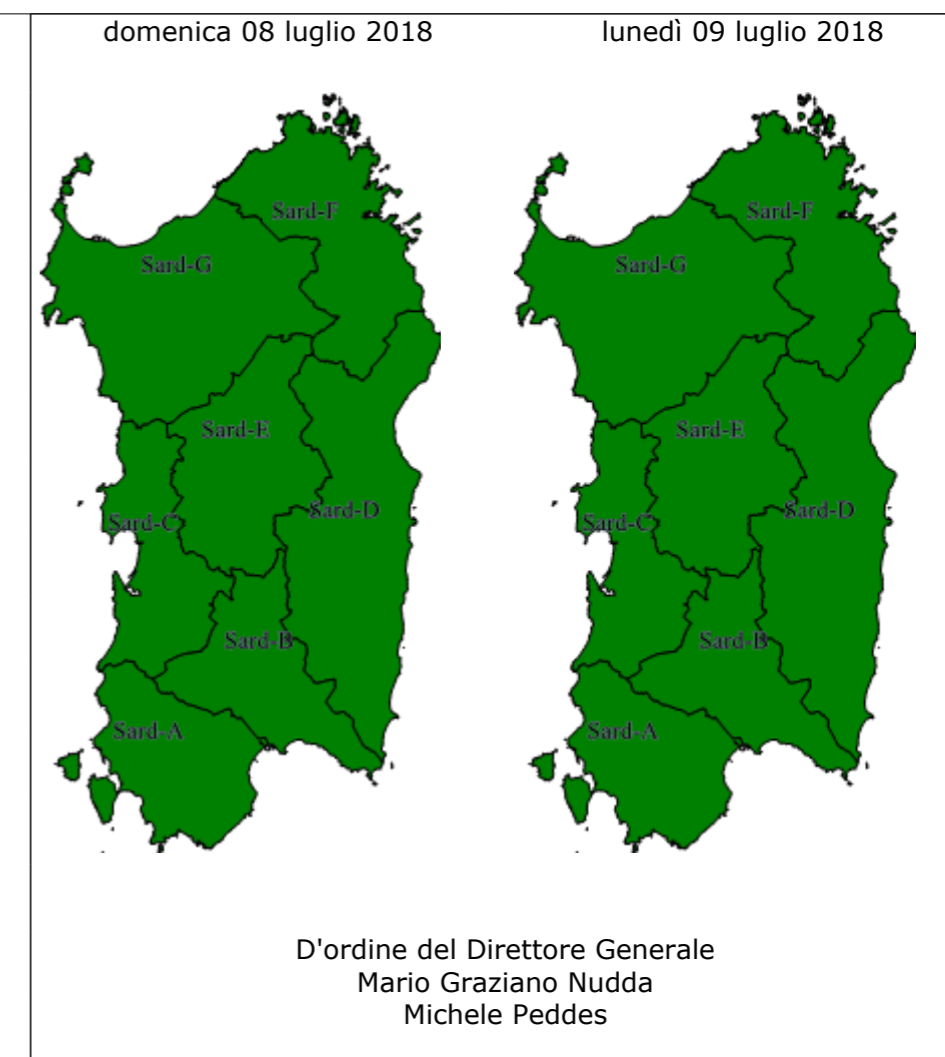 domenica 08 luglio 2018
lunedì 09 luglio 2018
Sard-F
Sard-G
Sard-E
Sard-D
Sard-C
Sard-B
Sard-A
Sard-F
Sard-G
Sard-E
Sard-D
Sard-C
Sard-B
Sard-A
D'ordine del Direttore Generale
Mario Graziano Nudda
Michele Peddes